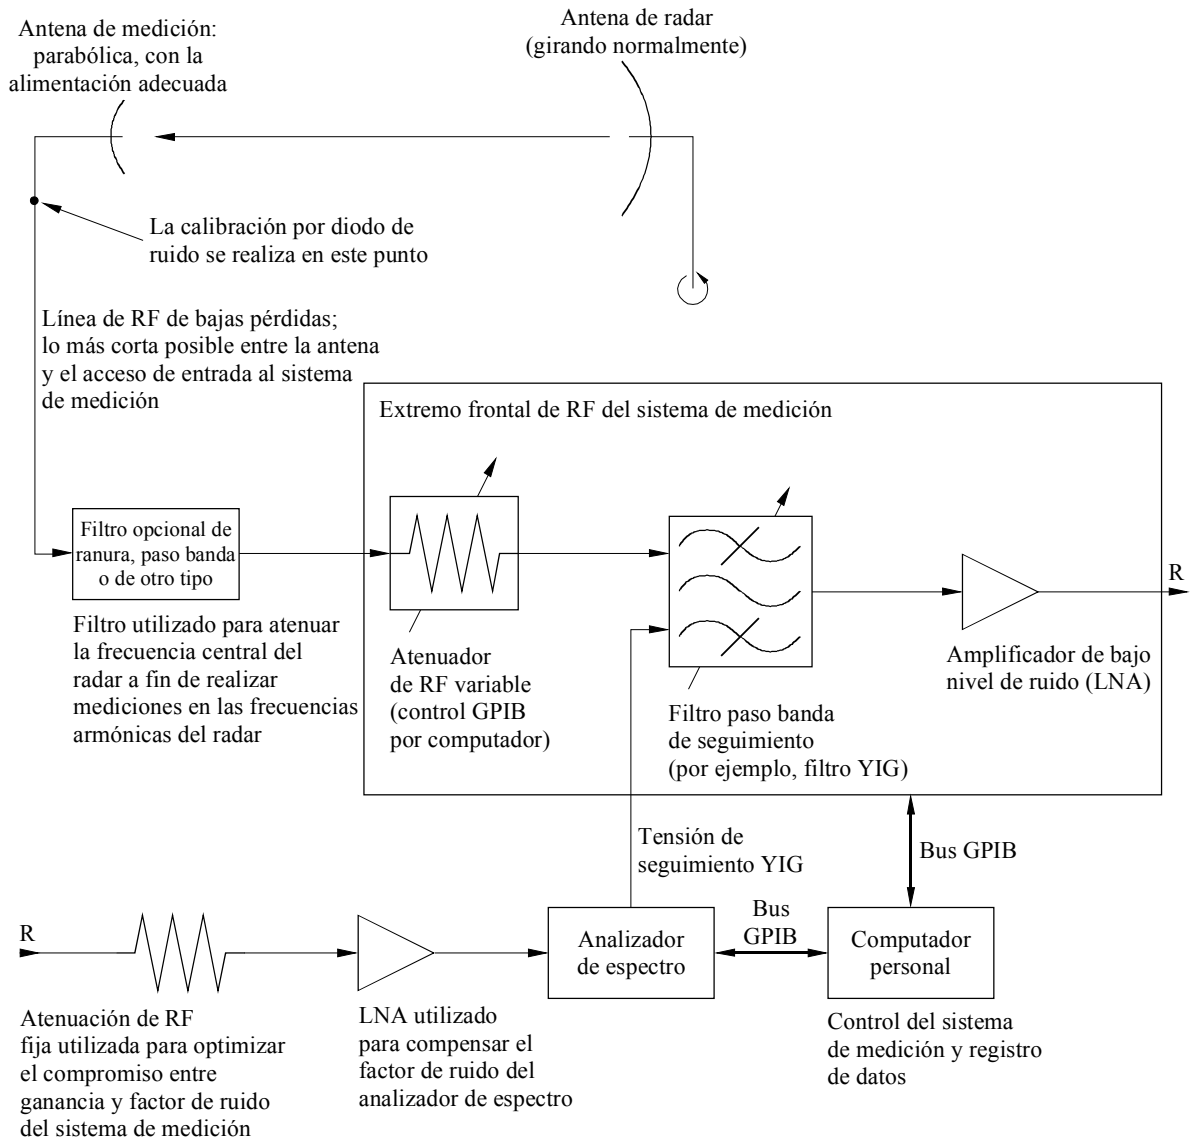 Antena de medición:
parabólica, con la
alimentación adecuada
Antena de radar
(girando normalmente)
La calibración por diodo de
ruido se realiza en este punto
Línea de RF de bajas pérdidas;
lo más corta posible entre la antena
y el acceso de entrada al sistema
de medición
Extremo frontal de RF del sistema de medición
Filtro opcional de
ranura, paso banda
o de otro tipo
Filtro utilizado para atenuar
la frecuencia central del
radar a fin de realizar
mediciones en las frecuencias
armónicas del radar
Atenuador
de RF variable
(control GPIB
por computador)
Filtro paso banda
de seguimiento
(por ejemplo, filtro YIG)
Amplificador de bajo
nivel de ruido (LNA)
R
Tensión de
seguimiento YIG
Bus GPIB
R
Atenuación de RF
fija utilizada para optimizar
el compromiso entre
ganancia y factor de ruido
del sistema de medición
LNA utilizado
para compensar el
factor de ruido del
analizador de espectro
Analizador
de espectro
Bus
GPIB
Computador
personal
Control del sistema
de medición y registro
de datos